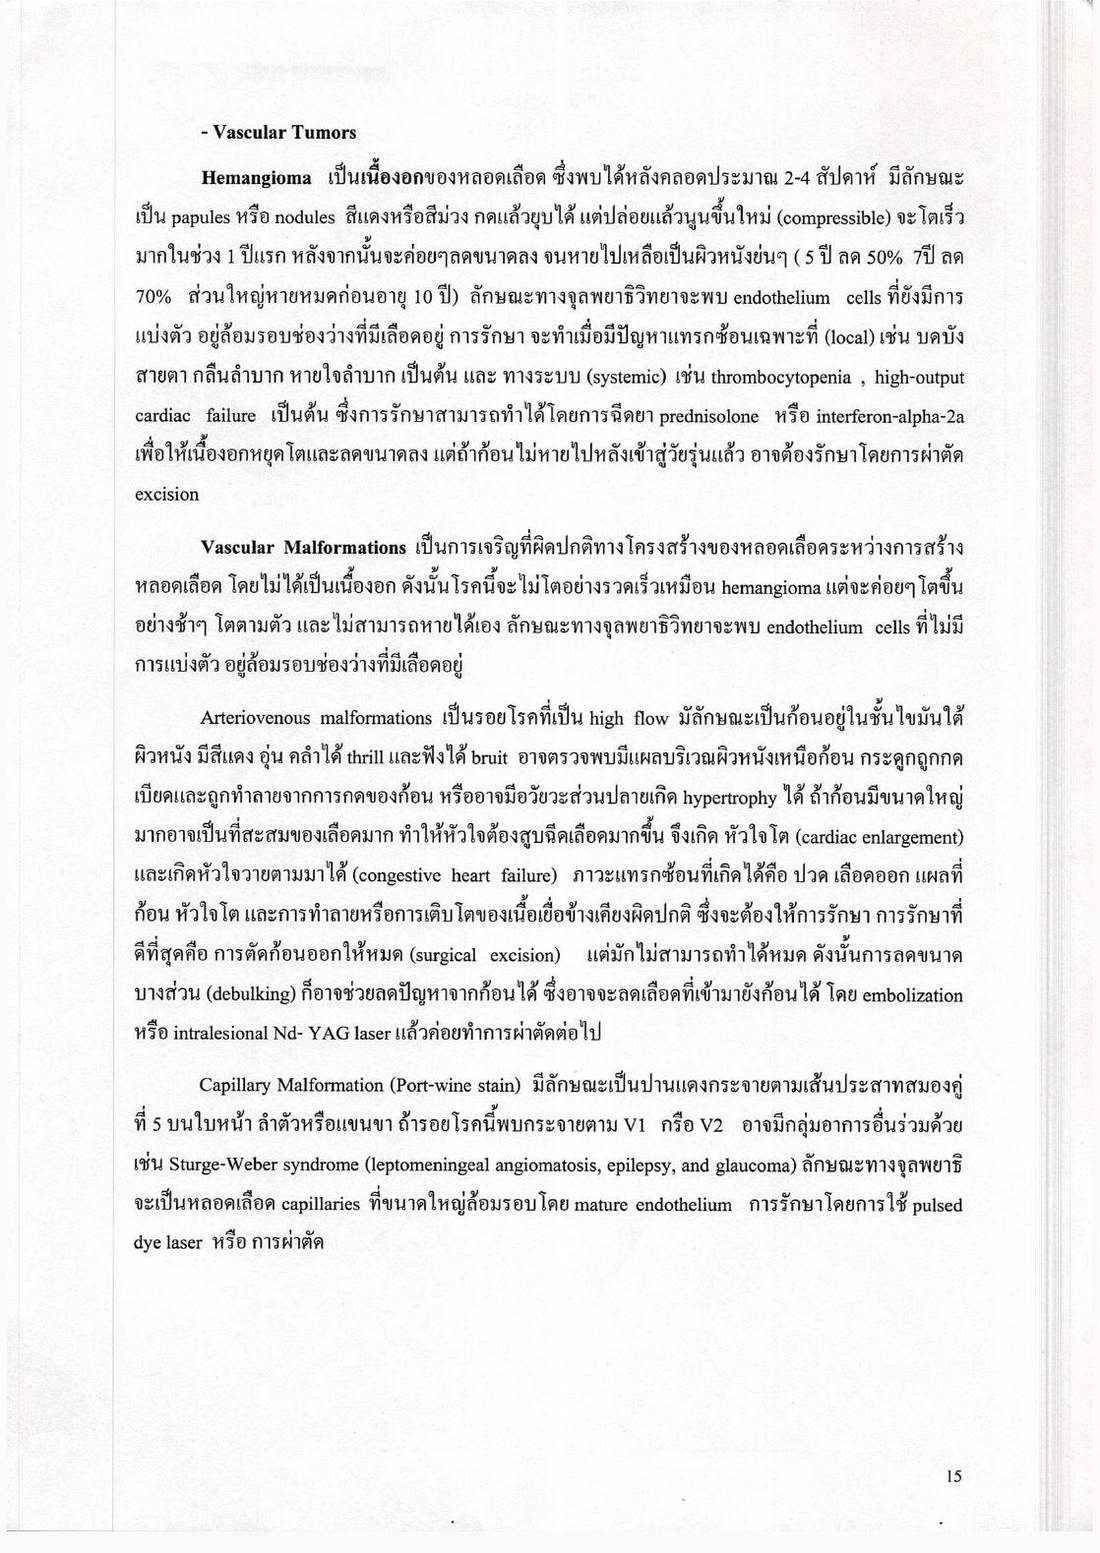 - Vascular Tumors
Hemangioma เป็นเนื้องอกของหลอดเลือด ซึ่งพบได้หลังคลอดประมาณ 2-4 สัปดาห์ มีลักษณะ
เป็น papules หรือ nodules สีแดงหรือสีม่วง กดแล้วยุบได้ แต่ปล่อยแล้วนูนขึ้นใหม่ (compressible) จะโตเร็ว
มากในช่วง 1 ปีแรก หลังจากนั้นจะค่อยๆลดขนาดลง จนหายไปเหลือเป็นผิวหนังย่นๆ ( 5 ปี ลด 50% 7ปี ลด
70% ส่วนใหญ่หายหมดก่อนอายุ 10 ปี) ลักษณะทางจุลพยาธิวิทยาจะพบ endothelium cells ที่ยังมีการ
แบ่งตัว อยู่ล้อมรอบช่องว่างที่มีเลือดอยู่ การรักษา จะทำเมื่อมีปัญหาแทรกซ้อนเฉพาะที่ (local) เช่น บดบัง
สายตา กลืนลำบาก หายใจลำบาก เป็นต้น และ ทางระบบ (systemic) เช่น thrombocytopenia , high-output
cardiac failure เป็นต้น ซึ่งการรักษาสามารถทำได้โดยการฉีดยา prednisolone หรือ interferon-alpha-2a
เพื่อให้เนื้องอกหยุดโตและลดขนาดลง แต่ถ้าก้อนไม่หายไปหลังเข้าสู่วัยรุ่นแล้ว อาจต้องรักษาโดยการผ่าตัด
excision
Vascular Malformations เป็นการเจริญที่ผิดปกติทางโครงสร้างของหลอดเลือดระหว่างการสร้าง
หลอดเลือด โดยไม่ได้เป็นเนื้องอก ดังนั้นโรคนี้จะไม่โตอย่างรวดเร็วเหมือน hemangioma แต่จะค่อยๆ โตขึ้น
อย่างช้าๆ โตตามตัว และไม่สามารถหายได้เอง ลักษณะทางจุลพยาธิวิทยาจะพบ endothelium cells ที่ไม่มี
การแบ่งตัว อยู่ล้อมรอบช่องว่างที่มีเลือดอยู่
Arteriovenous malformations เป็นรอยโรคที่เป็น high flow มัลักษณะเป็นก้อนอยู่ในชั้นไขมันใต้
ผิวหนัง มีสีแดง อุ่น คลำได้ thrill และฟังได้ bruit อาจตรวจพบมีแผลบริเวณผิวหนังเหนือก้อน กระดูกถูกกด
เบียดและถูกทำลายจากการกดของก้อน หรืออาจมีอวัยวะส่วนปลายเกิด hypertrophy ได้ ถ้าก้อนมีขนาดใหญ่
มากอาจเป็นที่สะสมของเลือดมาก ทำให้หัวใจต้องสูบฉีดเลือดมากขึ้น จึงเกิด หัวใจโต (cardiac enlargement)
และเกิดหัวใจวายตามมาได้ (congestive heart failure) ภาวะแทรกซ้อนที่เกิดได้คือ ปวด เลือดออก แผลที่
ก้อน หัวใจโต และการทำลายหรือการเติบโตของเนื้อเยื่อข้างเคียงผิดปกติ ซึ่งจะต้องให้การรักษา การรักษาที่
ดีที่สุดคือ การตัดก้อนออกให้หมด (surgical excision) แต่มักไม่สามารถทำได้หมด ดังนั้นการลดขนาด
บางส่วน (debulking) ก็อาจช่วยลดปัญหาจากก้อนได้ ซึ่งอาจจะลดเลือดที่เข้ามายังก้อนได้ โดย embolization
หรือ intralesional Nd- YAG laser แล้วค่อยทำการผ่าตัดต่อไป
Capillary Malformation (Port-wine stain) มีลักษณะเป็นปานแดงกระจายตามเส้นประสาทสมองคู่
ที่ 5 บนใบหน้า ลำตัวหรือแขนขา ถ้ารอยโรคนี้พบกระจายตาม V1 กรือ V2 อาจมีกลุ่มอาการอื่นร่วมด้วย
เช่น Sturge-Weber syndrome (leptomeningeal angiomatosis, epilepsy, and glaucoma) ลักษณะทางจุลพยาธิ
จะเป็นหลอดเลือด capillaries ที่ขนาดใหญ่ล้อมรอบโดย mature endothelium การรักษาโดยการใช้ pulsed
dye laser หรือ การผ่าตัด
15